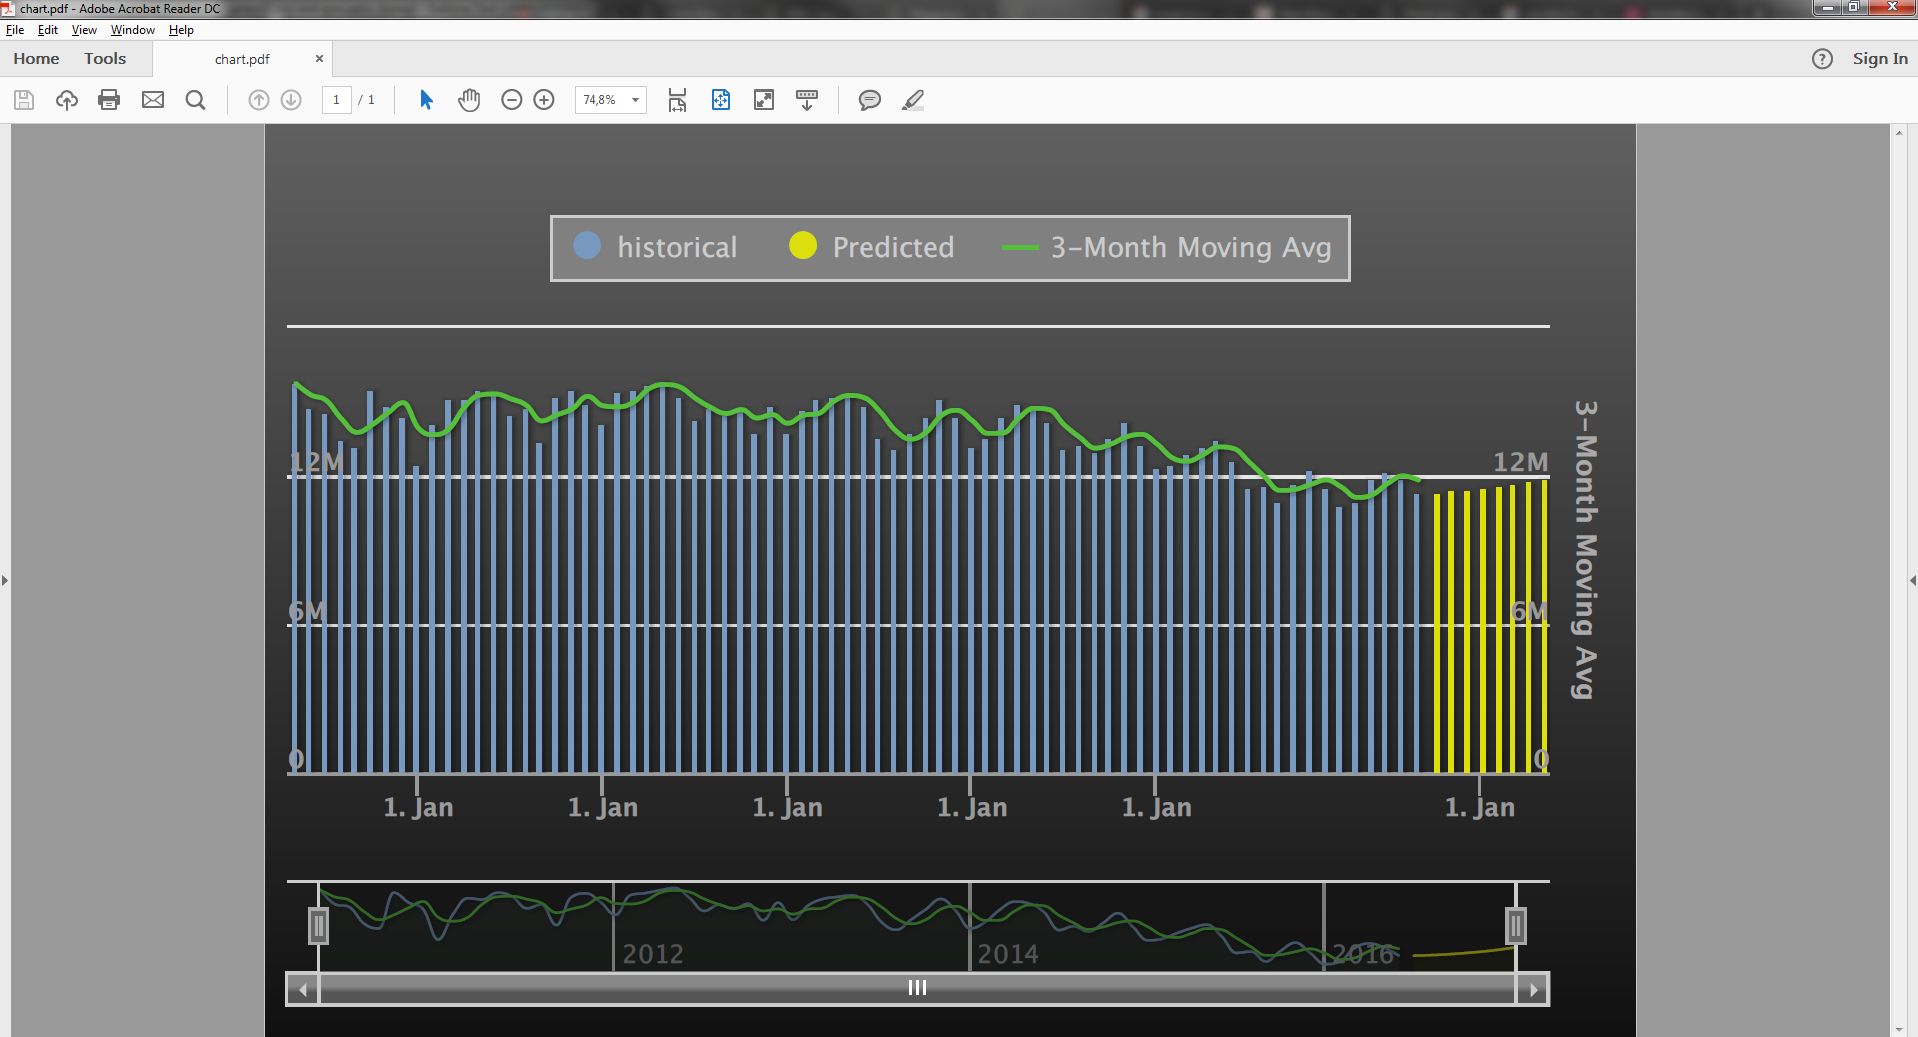 chart.pdf - Adobe Acrobat Reader DC
File Edit View Window Help
Home Tools chart.pdf × ? Sign In
1 / 1 74,8%
historical Predicted 3-Month Moving Avg
12M 12M
6M 6M
0 0
3-Month Moving Avg
1. Jan 1. Jan 1. Jan 1. Jan 1. Jan 1. Jan
2012 2014 2016